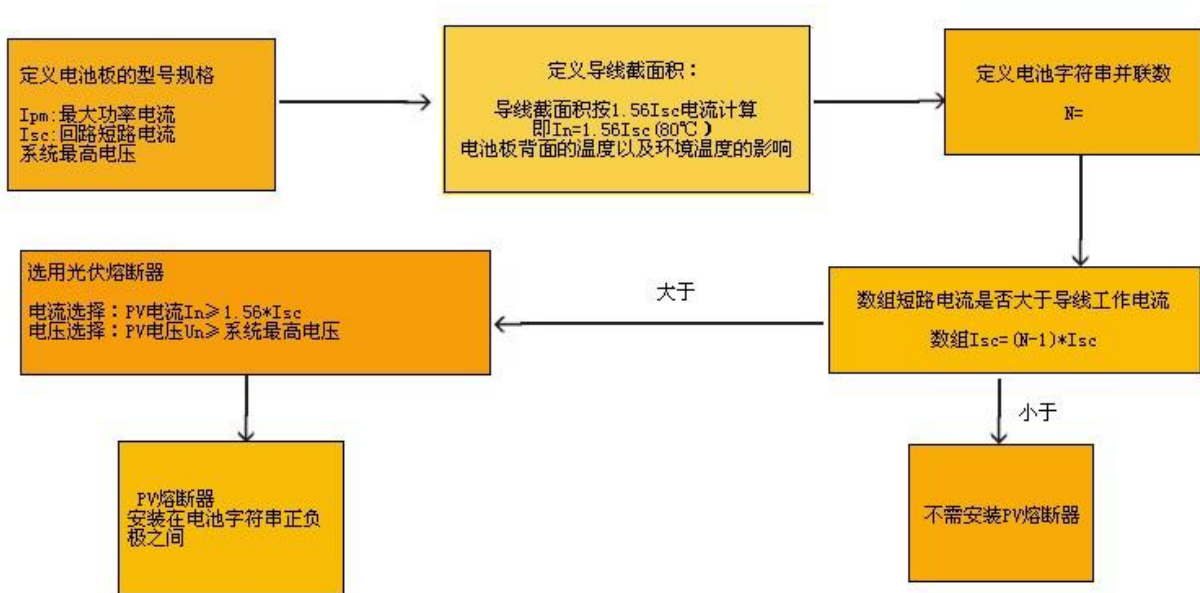 定义电池板的型号规格
Ipm:最大功率电流
Isc:回路短路电流
系统最高电压
定义导线截面积：
导线截面积按1.56Isc电流计算
即In=1.56Isc(80℃)
电池板背面的温度以及环境温度的影响
定义电池字符串并联数
N=
数组短路电流是否大于导线工作电流
数组Isc=(N-1)*Isc
大于
选用光伏熔断器
电流选择：PV电流In≥1.56*Isc
电压选择：PV电压Un≥系统最高电压
小于
PV熔断器
安装在电池字符串正负
极之间
不需安装PV熔断器